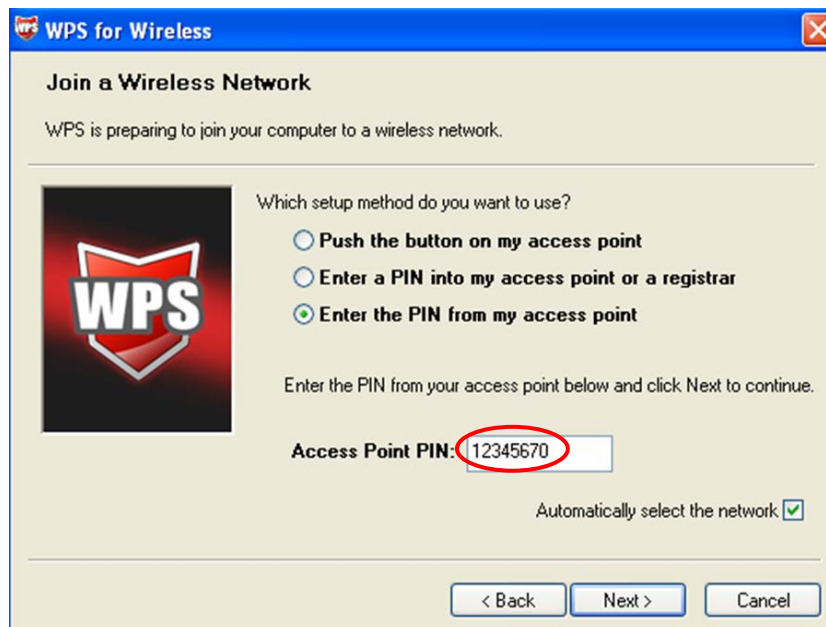 WPS WPS for Wireless
Join a Wireless Network
WPS is preparing to join your computer to a wireless network.
Which setup method do you want to use?
Push the button on my access point
Enter a PIN into my access point or a registrar
Enter the PIN from my access point
WPS
Enter the PIN from your access point below and click Next to continue.
Access Point PIN: 12345670
Automatically select the network
< Back Next > Cancel